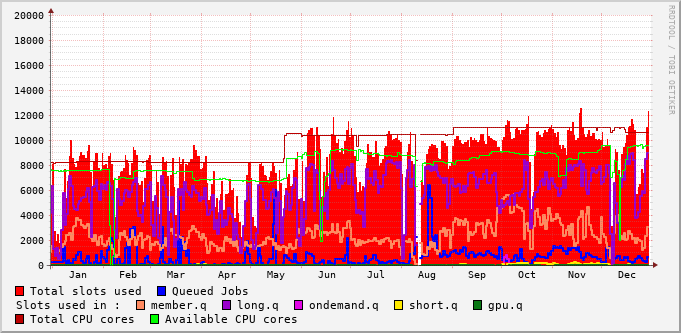 20000
18000
16000
14000
12000
10000
8000
6000
4000
2000
0
Jan Feb Mar Apr May Jun Jul Aug Sep Oct Nov Dec
RRDTOOL / TOBI OETIKER
Total slots used Queued Jobs
Slots used in : member.q long.q ondemand.q short.q gpu.q
Total CPU cores Available CPU cores